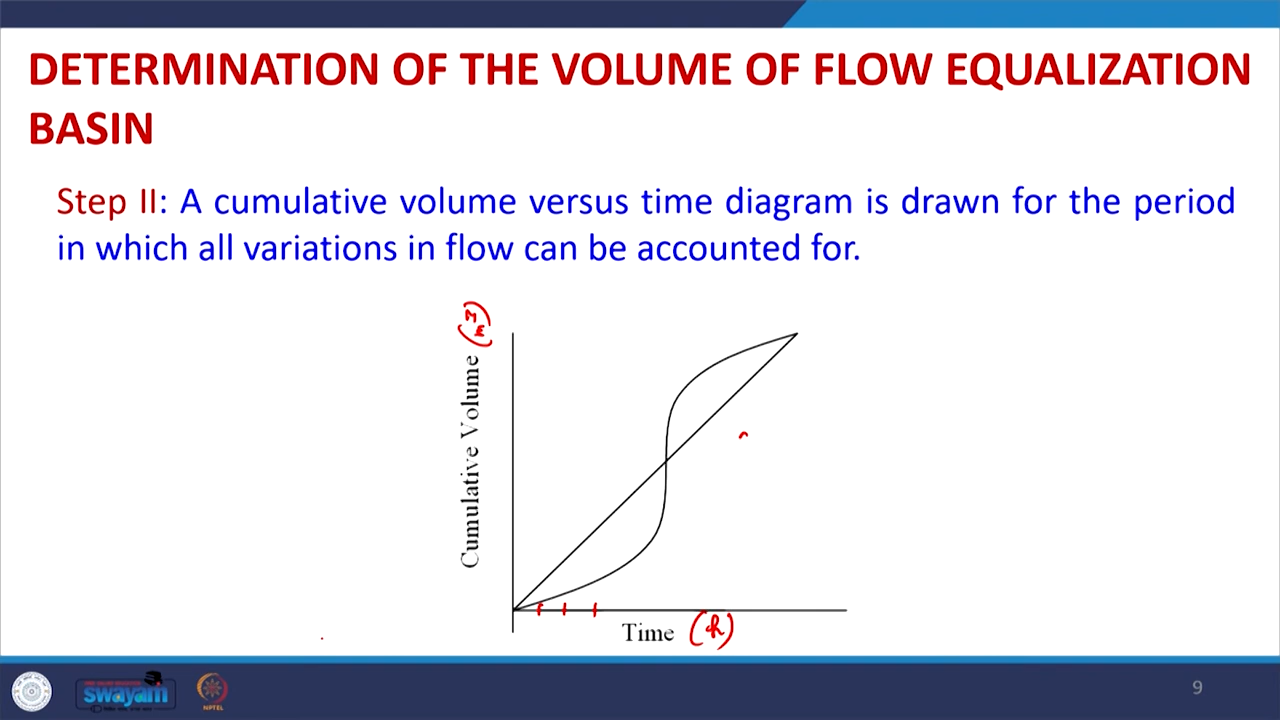 DETERMINATION OF THE VOLUME OF FLOW EQUALIZATION
BASIN
Step II: A cumulative volume versus time diagram is drawn for the period
in which all variations in flow can be accounted for.
Cumulative Volume (m³)
Time (h)
swayam
NPTEL
9